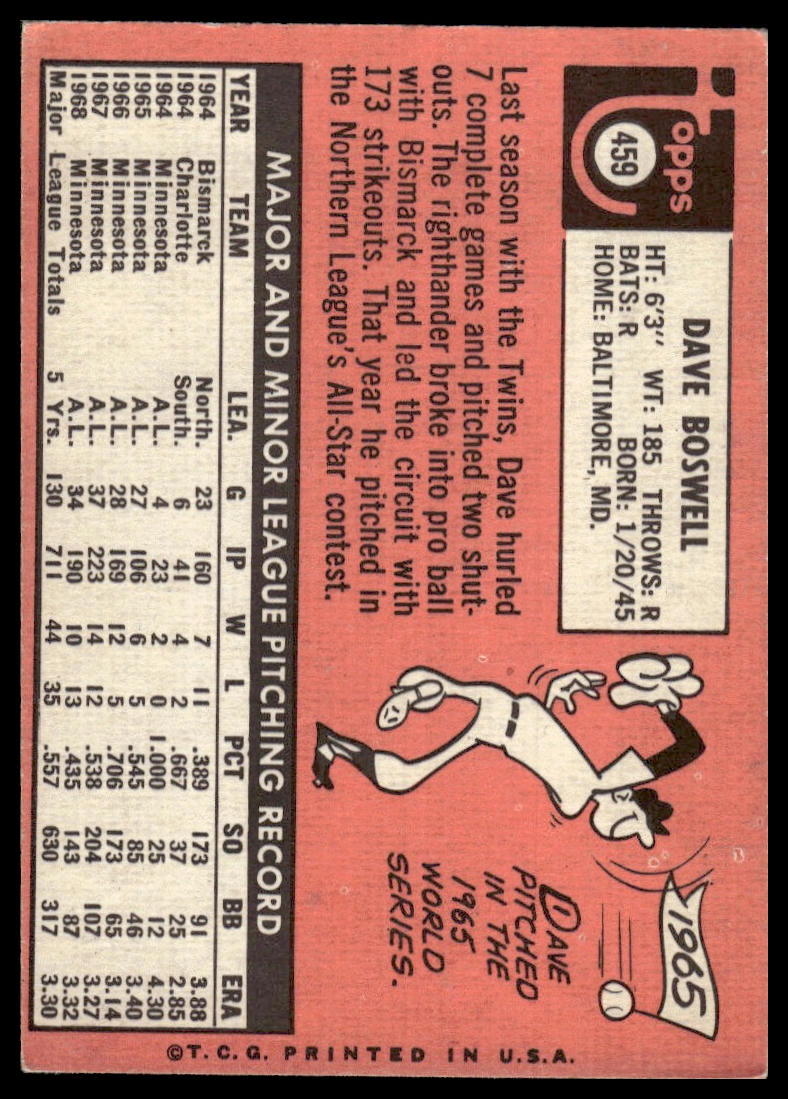 Topps
459
DAVE BOSWELL
HT: 6'3" WT: 185 THROWS: R
BATS: R BORN: 1/20/45
HOME: BALTIMORE, MD.
Last season with the Twins, Dave hurled
7 complete games and pitched two shut-
outs. The righthander broke into pro ball
with Bismarck and led the circuit with
173 strikeouts. That year he pitched in
the Northern League's All-Star contest.
1965
DAVE
PITCHED
IN THE
1965
WORLD
SERIES.
MAJOR AND MINOR LEAGUE PITCHING RECORD
YEAR TEAM LEA. G IP W L PCT SO BB ERA
1964 Bismarck North. 23 160 7 11 .389 173 91 3.88
1964 Charlotte South. 6 41 4 2 .667 37 25 2.85
1964 Minnesota A.L. 4 23 2 0 1.000 25 12 4.30
1965 Minnesota A.L. 27 106 6 5 .545 85 46 3.40
1966 Minnesota A.L. 28 169 12 5 .706 173 65 3.14
1967 Minnesota A.L. 37 223 14 12 .538 204 107 3.27
1968 Minnesota A.L. 34 190 10 13 .435 143 87 3.32
Major League Totals 5 Yrs. 130 711 44 35 .557 630 317 3.30
©T.C.G. PRINTED IN U.S.A.